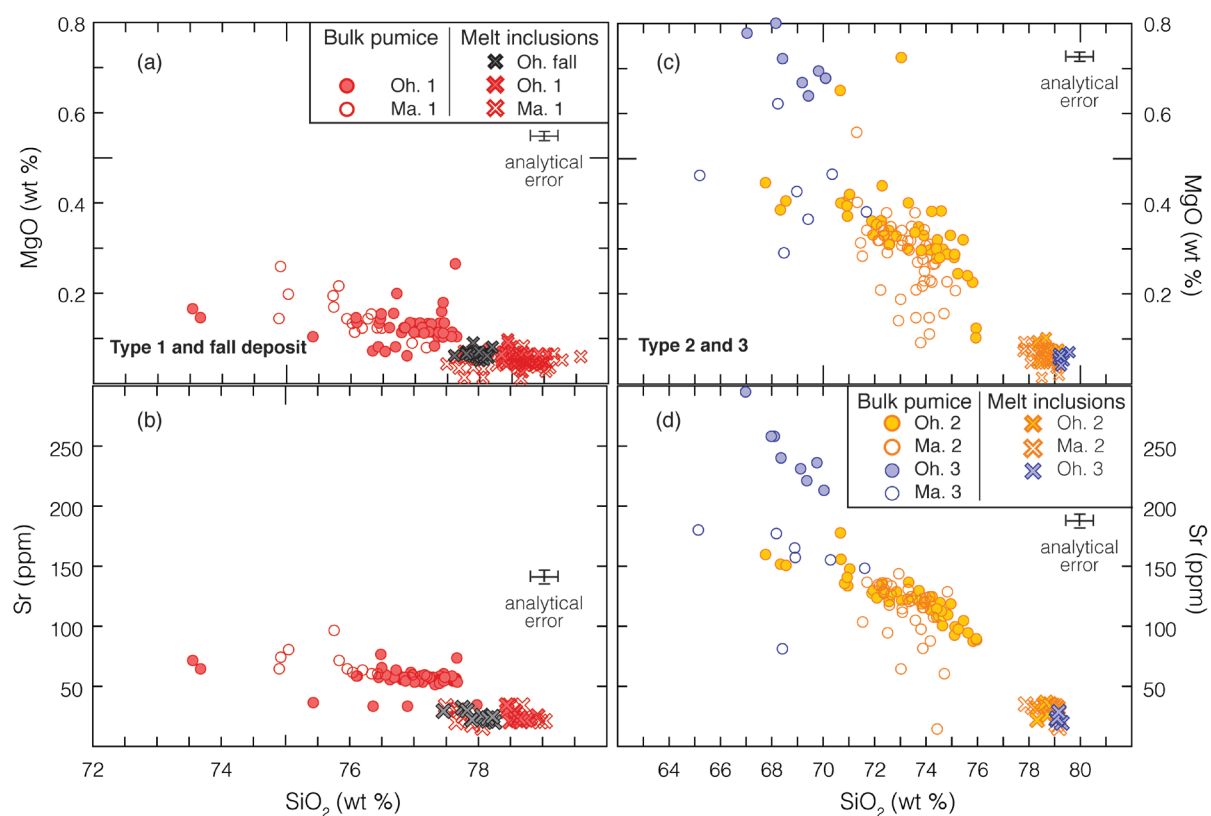 0.8
0.6
0.4
0.2
MgO (wt %)
(a)
Bulk pumice
Melt inclusions
Oh. fall
Oh. 1
Oh. 1
Ma. 1
Ma. 1
analytical
error
Type 1 and fall deposit
(c)
analytical
error
Type 2 and 3
0.8
0.6
0.4
0.2
MgO (wt %)
250
200
150
100
50
Sr (ppm)
(b)
analytical
error
72
74
76
78
SiO2 (wt %)
(d)
Bulk pumice
Melt inclusions
Oh. 2
Oh. 2
Ma. 2
Ma. 2
Oh. 3
Oh. 3
Ma. 3
analytical
error
250
200
150
100
50
Sr (ppm)
64
66
68
70
72
74
76
78
80
SiO2 (wt %)